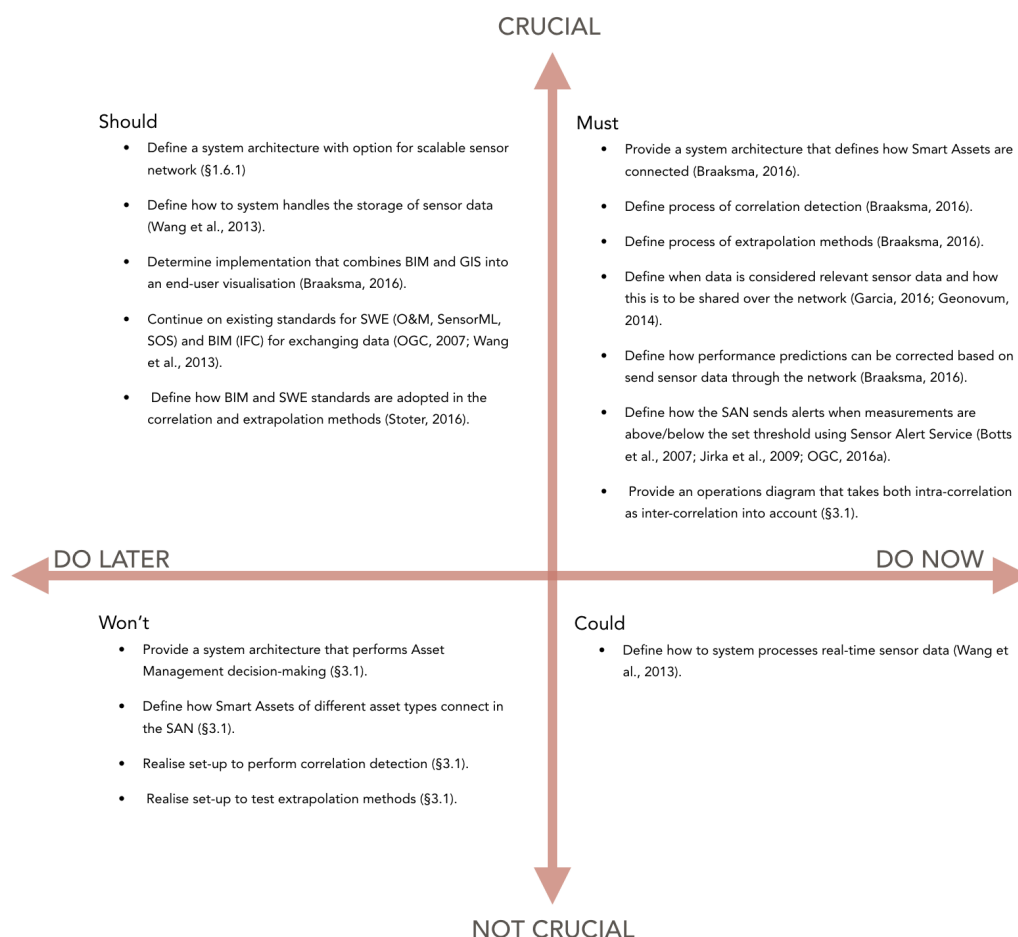 CRUCIAL
Should
• Define a system architecture with option for scalable sensor
network (§1.6.1)
• Define how to system handles the storage of sensor data
(Wang et al., 2013).
• Determine implementation that combines BIM and GIS into
an end-user visualisation (Braaksma, 2016).
• Continue on existing standards for SWE (O&M, SensorML,
SOS) and BIM (IFC) for exchanging data (OGC, 2007; Wang
et al., 2013).
• Define how BIM and SWE standards are adopted in the
correlation and extrapolation methods (Stoter, 2016).
Must
• Provide a system architecture that defines how Smart Assets are
connected (Braaksma, 2016).
• Define process of correlation detection (Braaksma, 2016).
• Define process of extrapolation methods (Braaksma, 2016).
• Define when data is considered relevant sensor data and how
this is to be shared over the network (Garcia, 2016; Geonovum,
2014).
• Define how performance predictions can be corrected based on
send sensor data through the network (Braaksma, 2016).
• Define how the SAN sends alerts when measurements are
above/below the set threshold using Sensor Alert Service (Botts
et al., 2007; Jirka et al., 2009; OGC, 2016a).
• Provide an operations diagram that takes both intra-correlation
as inter-correlation into account (§3.1).
DO LATER
DO NOW
Won't
• Provide a system architecture that performs Asset
Management decision-making (§3.1).
• Define how Smart Assets of different asset types connect in
the SAN (§3.1).
• Realise set-up to perform correlation detection (§3.1).
• Realise set-up to test extrapolation methods (§3.1).
Could
• Define how to system processes real-time sensor data (Wang et
al., 2013).
NOT CRUCIAL